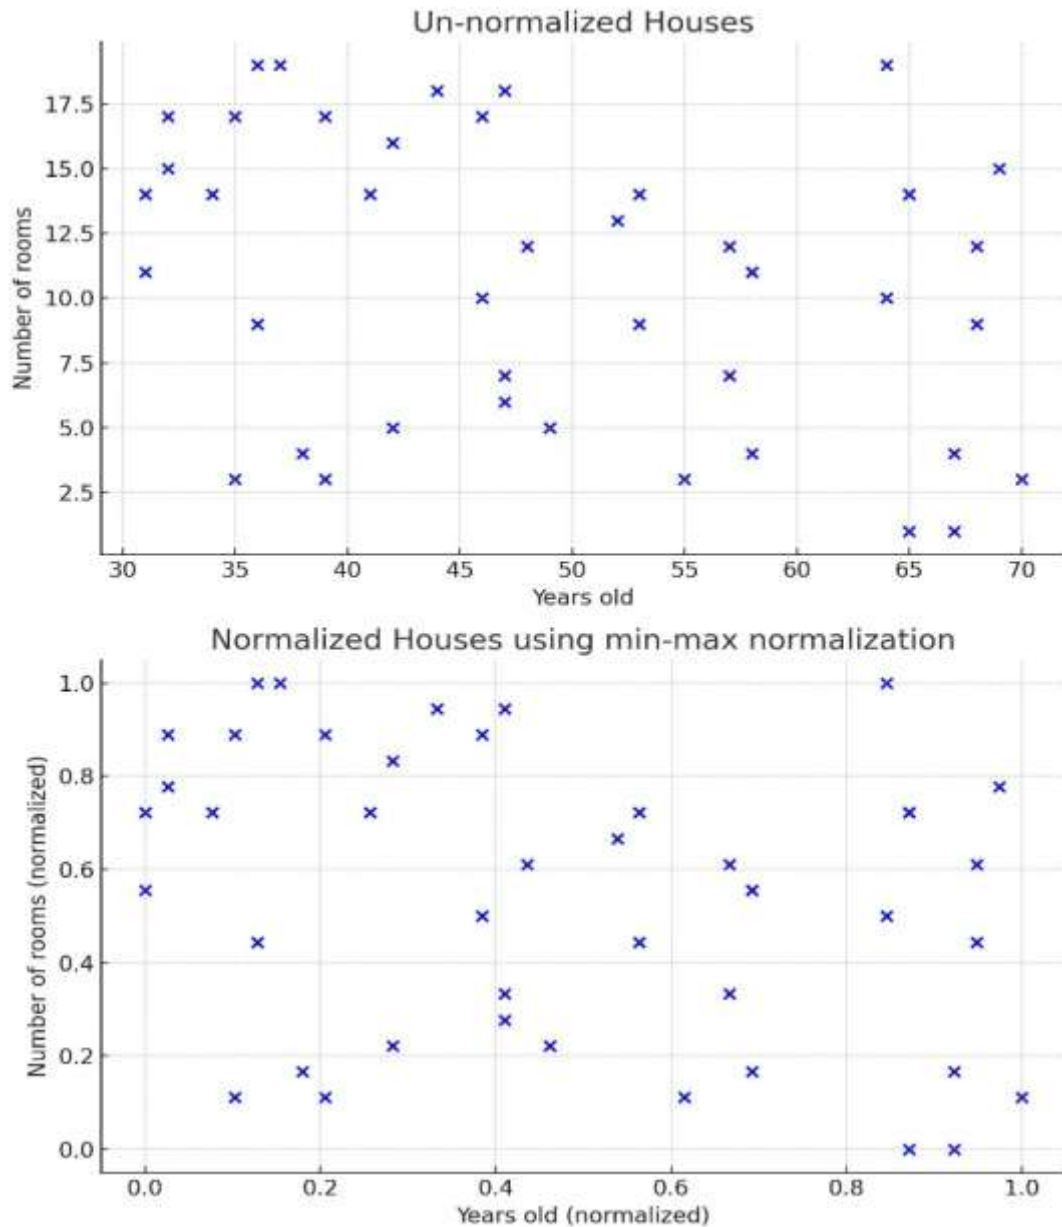 Un-normalized Houses
17.5
15.0
12.5
10.0
7.5
5.0
2.5
Number of rooms
30 35 40 45 50 55 60 65 70
Years old
Normalized Houses using min-max normalization
1.0
0.8
0.6
0.4
0.2
0.0
Number of rooms (normalized)
0.0 0.2 0.4 0.6 0.8 1.0
Years old (normalized)